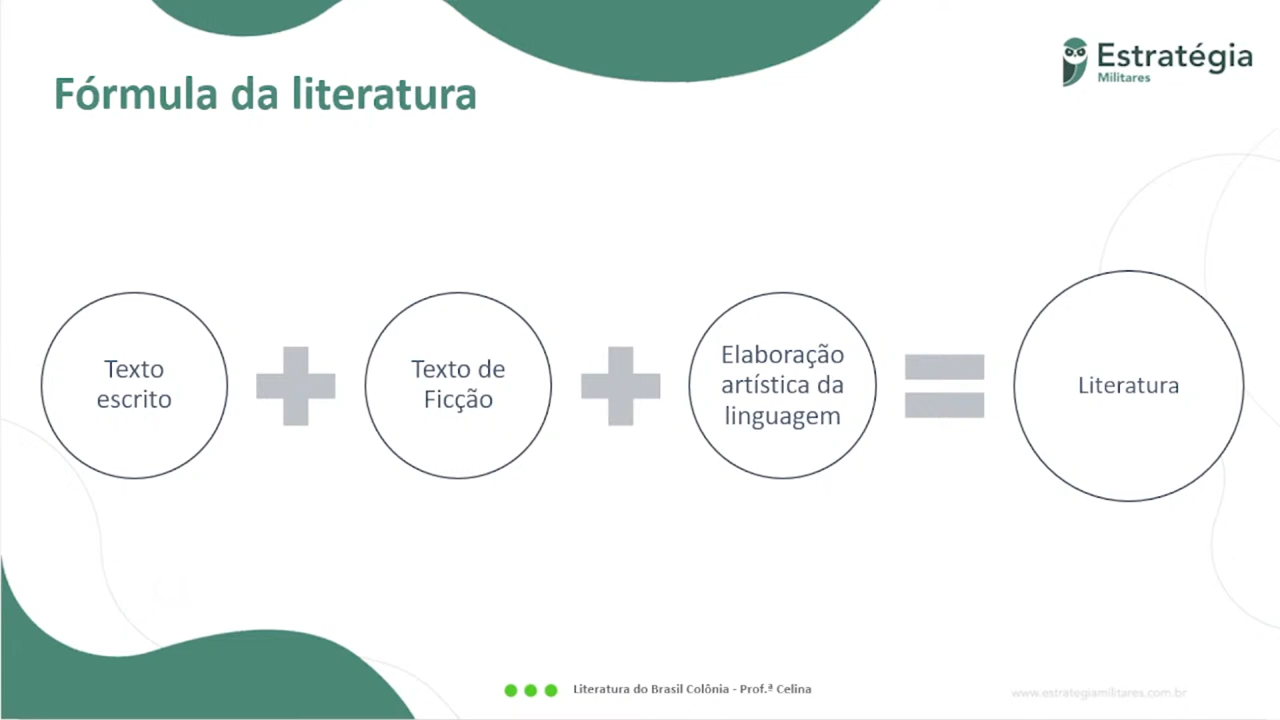 Estratégia
Militares
Fórmula da literatura
Texto
escrito
Texto de
Ficção
Elaboração
artística da
linguagem
Literatura
Literatura do Brasil Colônia - Prof.ª Celina
www.estrategiamilitares.com.br